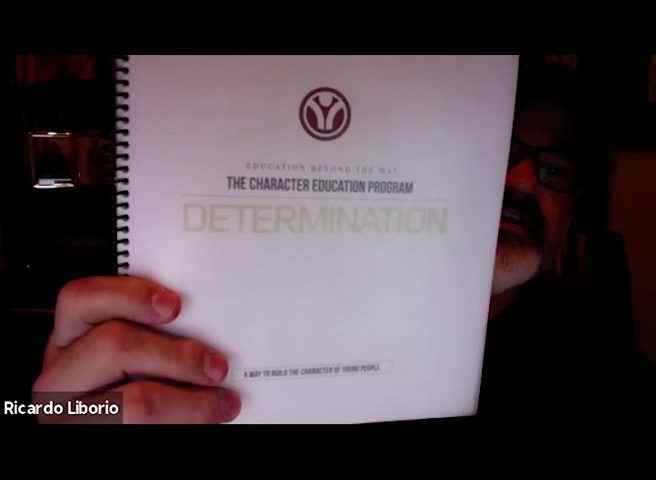 EDUCATION BEYOND THE MAT
THE CHARACTER EDUCATION PROGRAM
DETERMINATION
A WAY TO BUILD THE CHARACTER OF YOUNG PEOPLE.
Ricardo Liborio